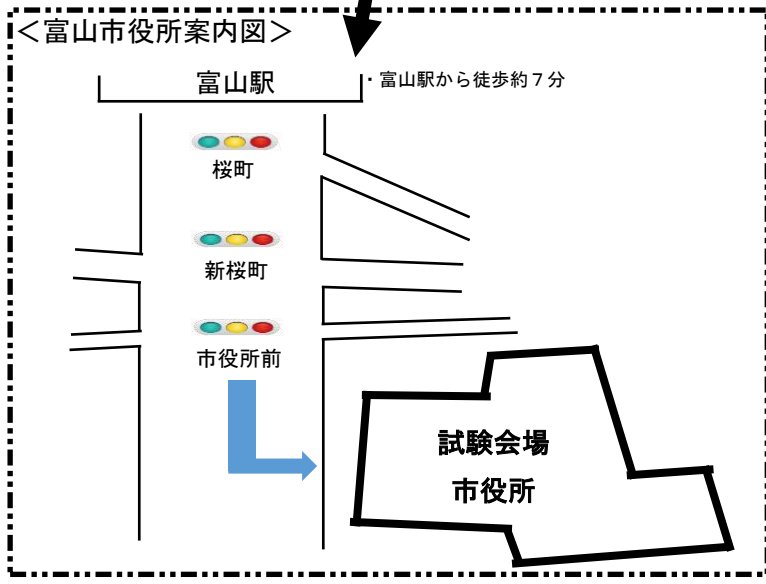 ＜富山市役所案内図＞
富山駅
・富山駅から徒歩約７分
桜町
新桜町
市役所前
試験会場
市役所